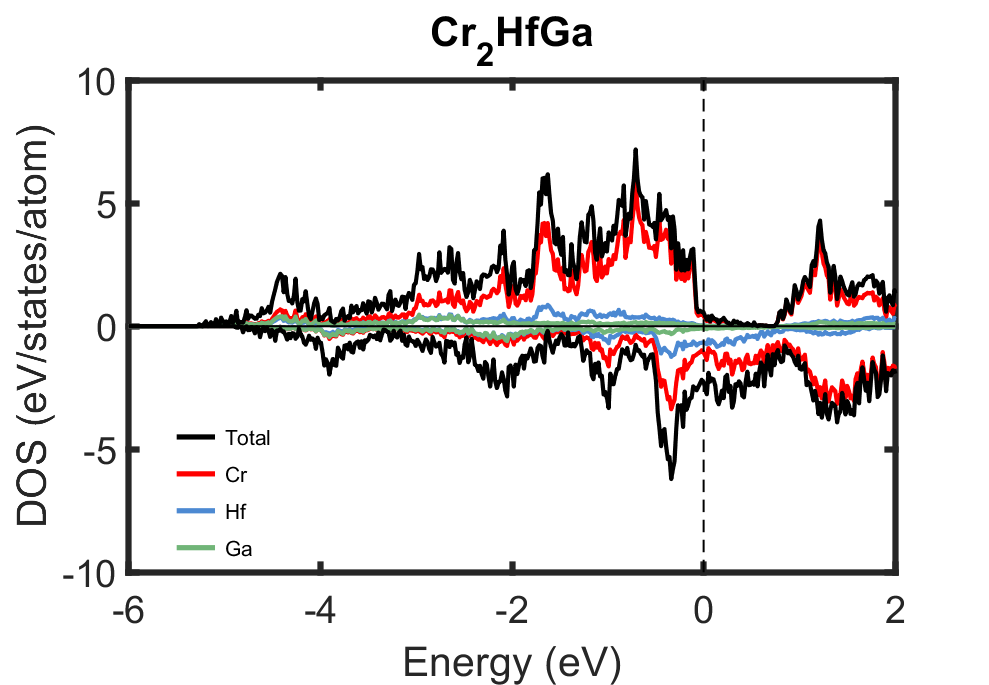 Cr2HfGa
DOS (eV/states/atom)
10
5
0
-5
-10
Total
Cr
Hf
Ga
-6 -4 -2 0 2
Energy (eV)